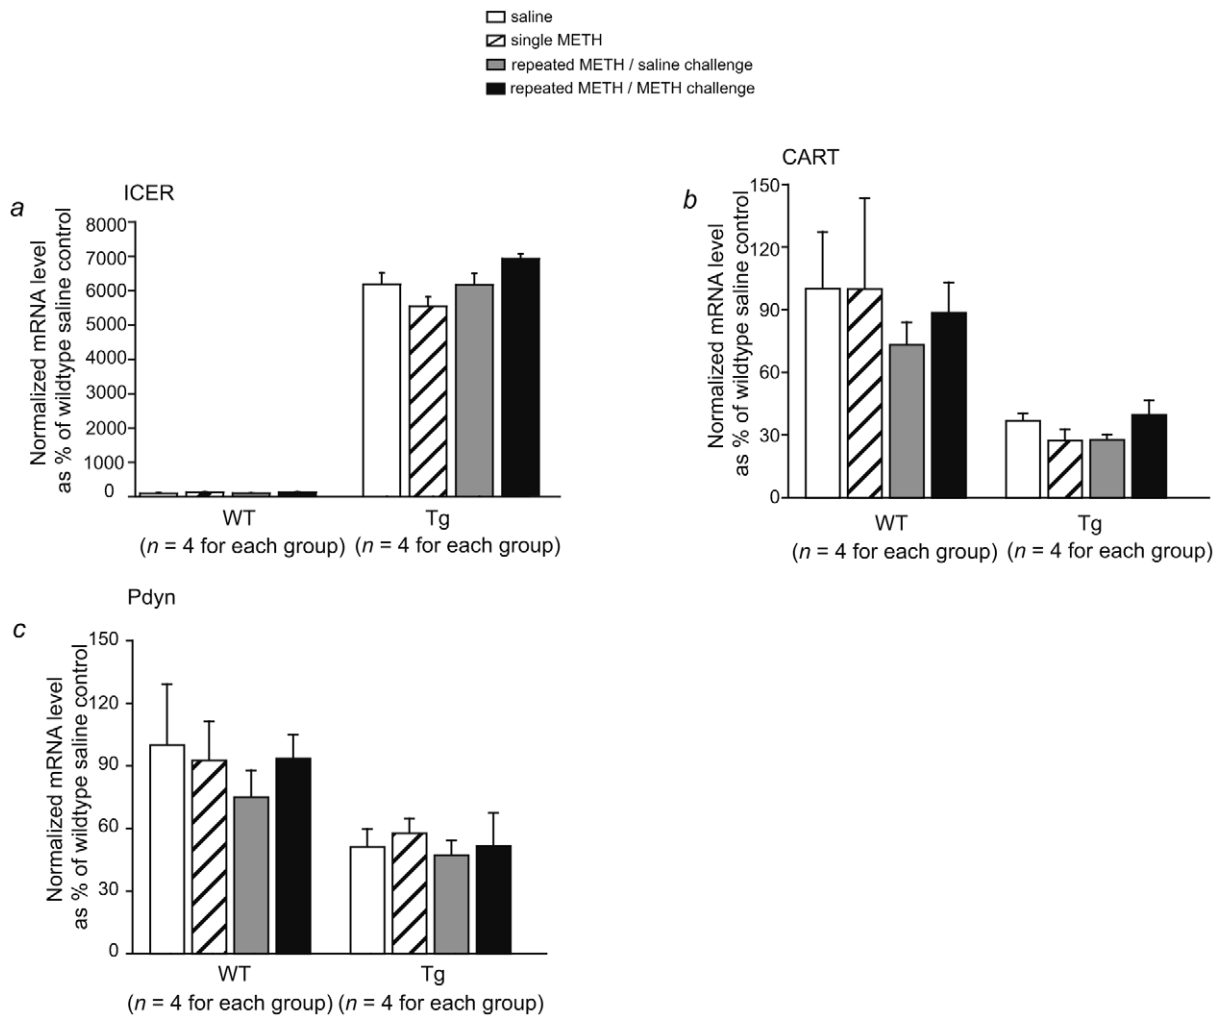 saline
single METH
repeated METH / saline challenge
repeated METH / METH challenge
a
ICER
Normalized mRNA level
as % of wildtype saline control
8000
7000
6000
5000
4000
3000
2000
1000
0
WT
Tg
(n = 4 for each group)
(n = 4 for each group)
b
CART
Normalized mRNA level
as % of wildtype saline control
150
120
90
60
30
0
WT
Tg
(n = 4 for each group)
(n = 4 for each group)
c
Pdyn
Normalized mRNA level
as % of wildtype saline control
150
120
90
60
30
0
WT
Tg
(n = 4 for each group)
(n = 4 for each group)